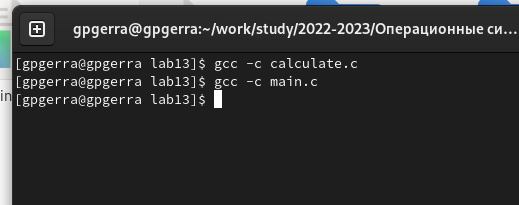 gpgerra@gpgerra:~/work/study/2022-2023/Операционные си...
[gpgerra@gpgerra lab13]$ gcc -c calculate.c
[gpgerra@gpgerra lab13]$ gcc -c main.c
[gpgerra@gpgerra lab13]$
in